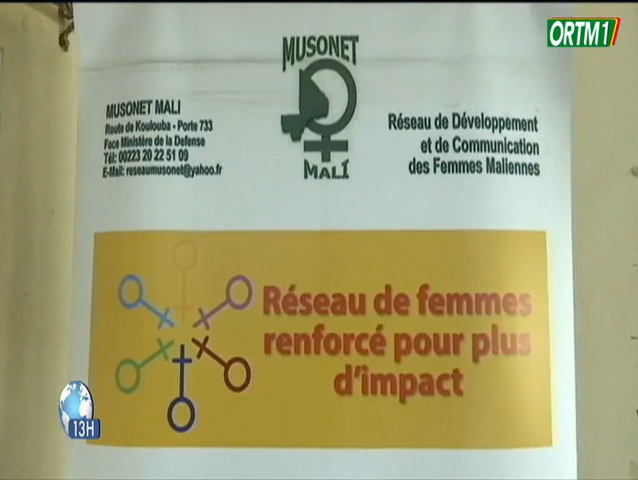 ORTM1
MUSONET
MALI
MUSONET MALI
Route de Koulouba - Porte 733
Face Ministère de la Defense
Tél: 00223 20 22 51 09
E-Mail: reseaumusonet@yahoo.fr
Réseau de Développement
et de Communication
des Femmes Maliennes
Réseau de femmes
renforcé pour plus
d'impact
13H